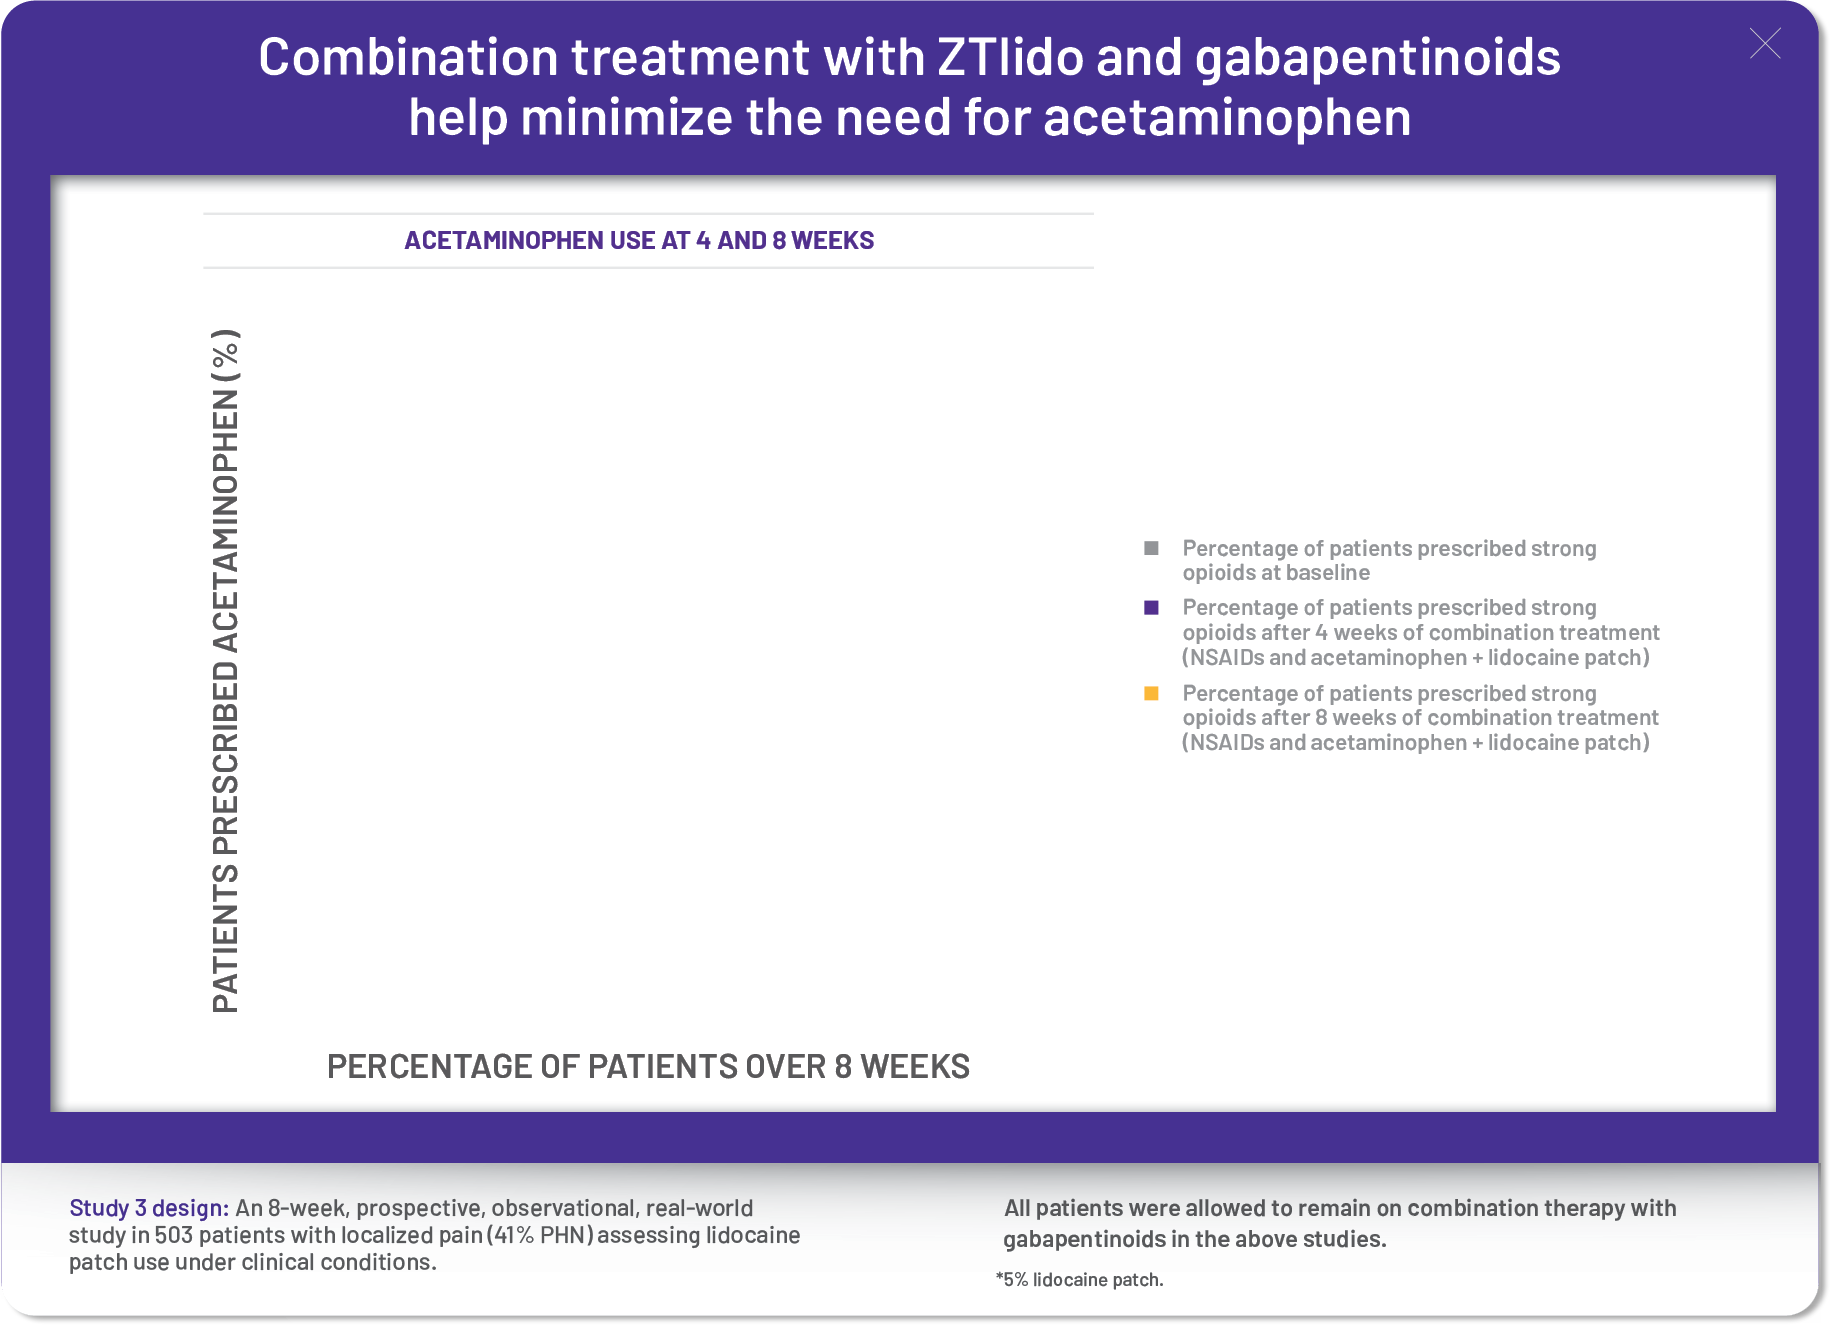 Combination treatment with ZTlido and gabapentinoids
help minimize the need for acetaminophen
ACETAMINOPHEN USE AT 4 AND 8 WEEKS
PATIENTS PRESCRIBED ACETAMINOPHEN (%)
Percentage of patients prescribed strong
opioids at baseline
Percentage of patients prescribed strong
opioids after 4 weeks of combination treatment
(NSAIDs and acetaminophen + lidocaine patch)
Percentage of patients prescribed strong
opioids after 8 weeks of combination treatment
(NSAIDs and acetaminophen + lidocaine patch)
PERCENTAGE OF PATIENTS OVER 8 WEEKS
Study 3 design: An 8-week, prospective, observational, real-world
study in 503 patients with localized pain (41% PHN) assessing lidocaine
patch use under clinical conditions.
All patients were allowed to remain on combination therapy with
gabapentinoids in the above studies.
*5% lidocaine patch.